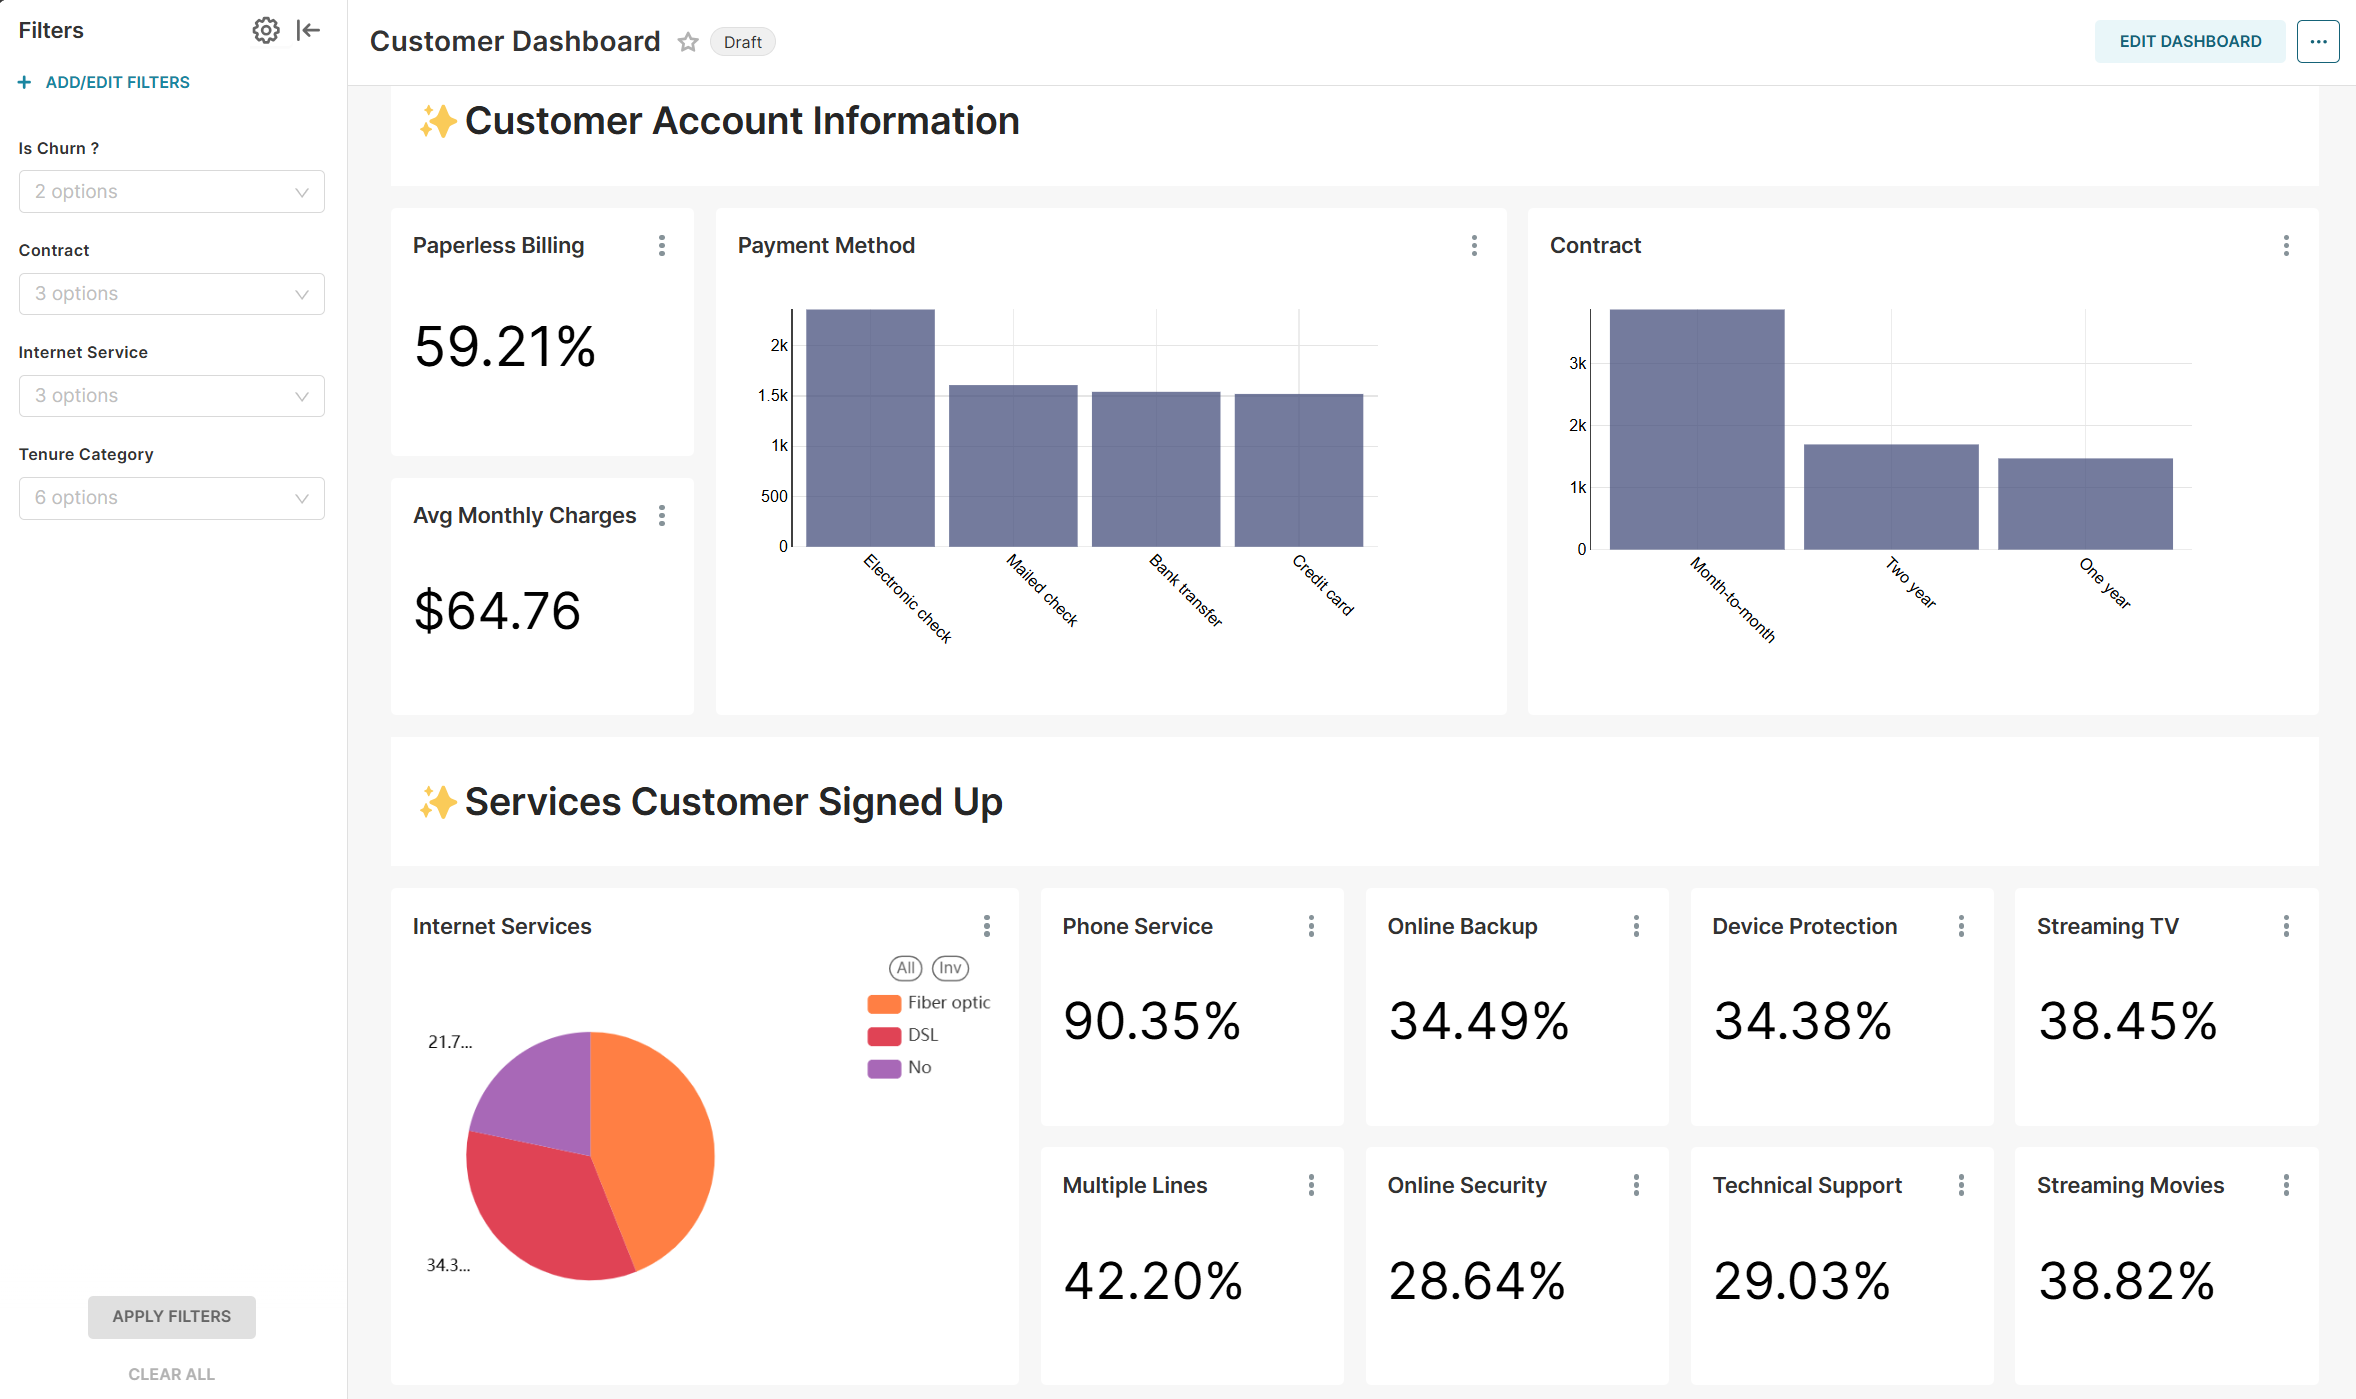 Filters
ADD/EDIT FILTERS
Is Churn ?
2 options
Contract
3 options
Internet Service
3 options
Tenure Category
6 options
APPLY FILTERS
CLEAR ALL
Customer Dashboard
Draft
EDIT DASHBOARD
✨Customer Account Information
Paperless Billing
59.21%
Avg Monthly Charges
$64.76
Payment Method
2k
1.5k
1k
500
0
Electronic check
Mailed check
Bank transfer
Credit card
Contract
3k
2k
1k
0
Month-to-month
Two year
One year
✨Services Customer Signed Up
Internet Services
All
Inv
Fiber optic
DSL
No
21.7...
34.3...
Phone Service
90.35%
Online Backup
34.49%
Device Protection
34.38%
Streaming TV
38.45%
Multiple Lines
42.20%
Online Security
28.64%
Technical Support
29.03%
Streaming Movies
38.82%